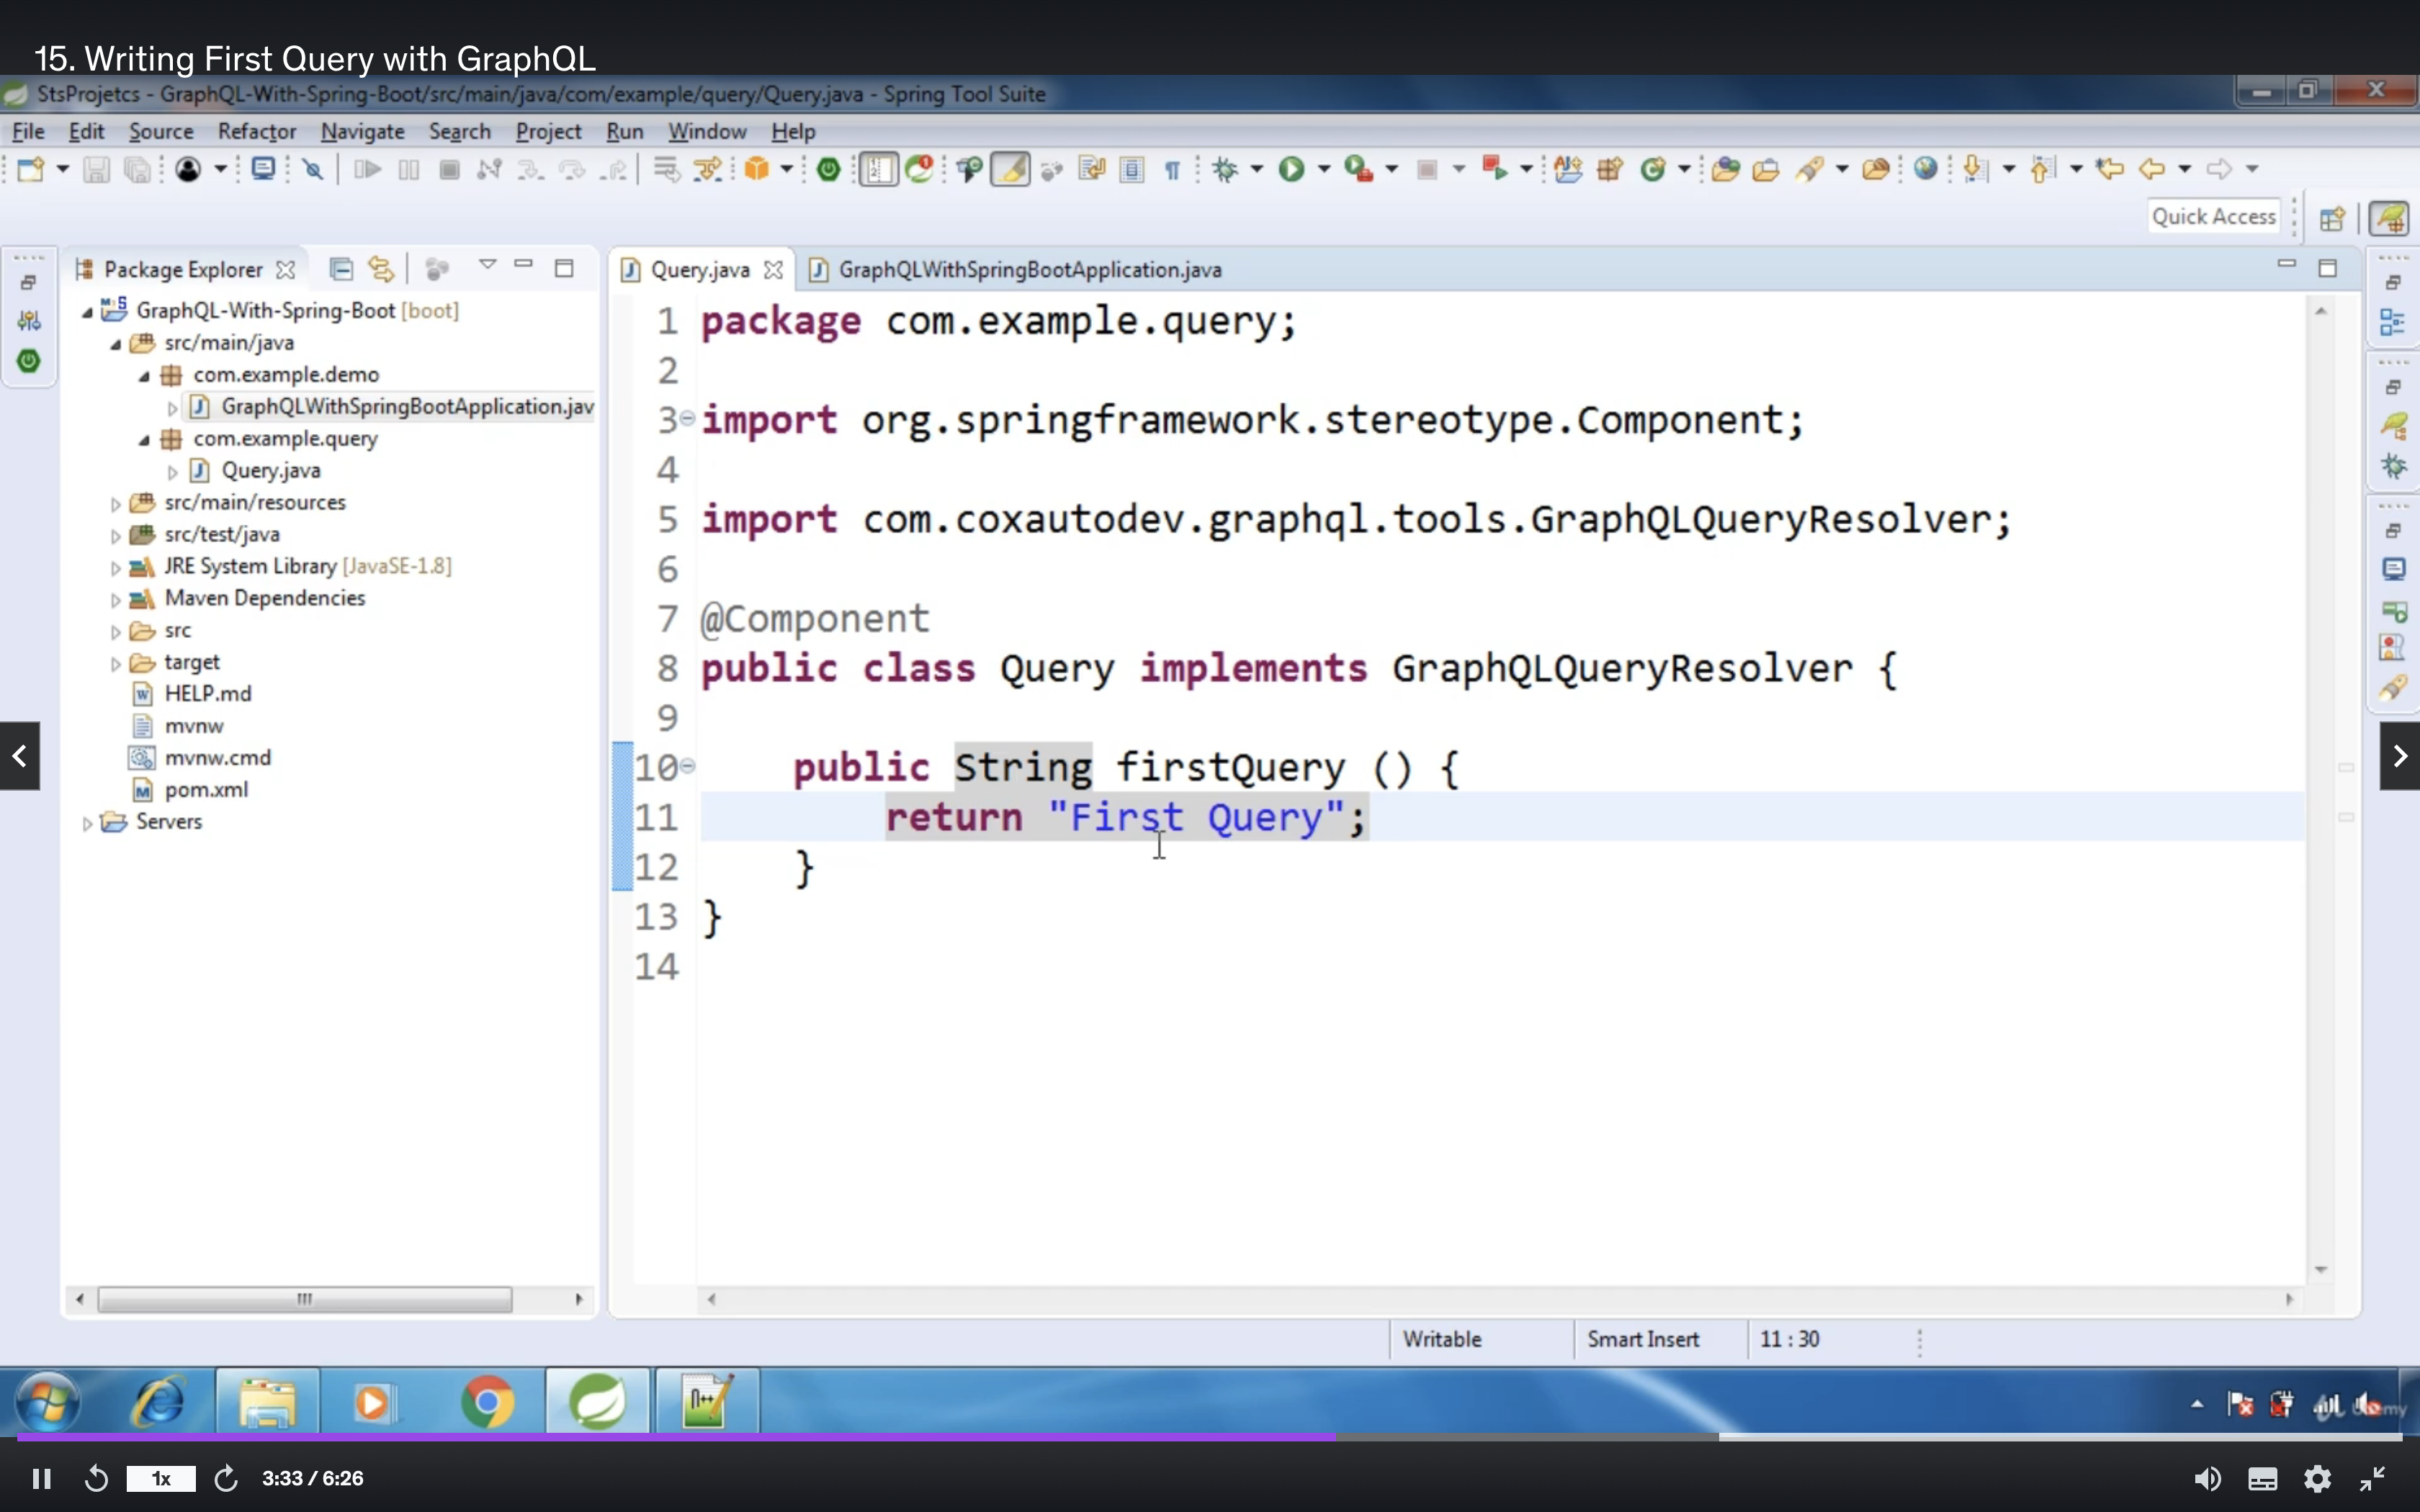 15. Writing First Query with GraphQL
StsProjetcs - GraphQL-With-Spring-Boot/src/main/java/com/example/query/Query.java - Spring Tool Suite
File Edit Source Refactor Navigate Search Project Run Window Help
Quick Access
Package Explorer
GraphQL-With-Spring-Boot [boot]
src/main/java
com.example.demo
GraphQLWithSpringBootApplication.jav
com.example.query
Query.java
src/main/resources
src/test/java
JRE System Library [JavaSE-1.8]
Maven Dependencies
src
target
HELP.md
mvnw
mvnw.cmd
pom.xml
Servers
Query.java GraphQLWithSpringBootApplication.java
1 package com.example.query;
2
3 import org.springframework.stereotype.Component;
4
5 import com.coxautodev.graphql.tools.GraphQLQueryResolver;
6
7 @Component
8 public class Query implements GraphQLQueryResolver {
9
10 public String firstQuery () {
11 return "First Query";
12 }
13 }
14
Writable Smart Insert 11 : 30
1x 3:33 / 6:26